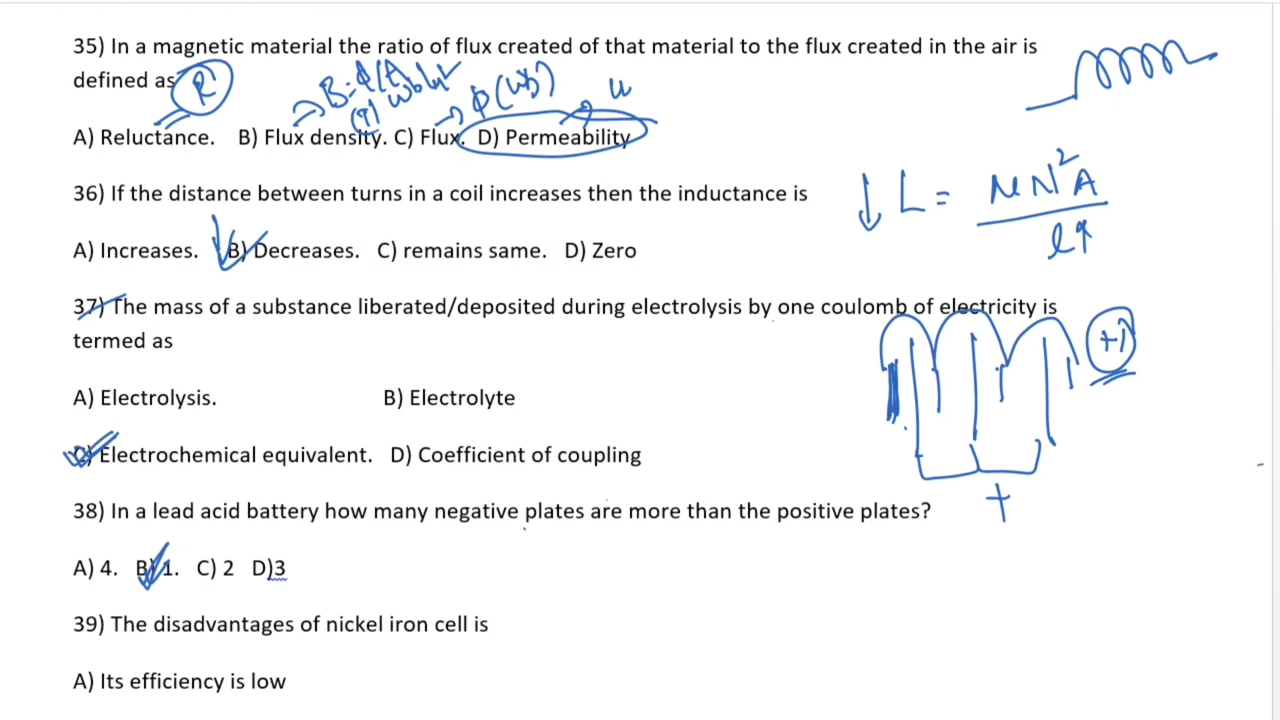 35) In a magnetic material the ratio of flux created of that material to the flux created in the air is
defined as
R
A) Reluctance. B) Flux density. C) Flux. D) Permeability
36) If the distance between turns in a coil increases then the inductance is
↓ L = μN²A
l↑
A) Increases. B) Decreases. C) remains same. D) Zero
37) The mass of a substance liberated/deposited during electrolysis by one coulomb of electricity is
termed as
+1
A) Electrolysis. B) Electrolyte
C) Electrochemical equivalent. D) Coefficient of coupling
+
38) In a lead acid battery how many negative plates are more than the positive plates?
A) 4. B) 1. C) 2 D)3
39) The disadvantages of nickel iron cell is
A) Its efficiency is low